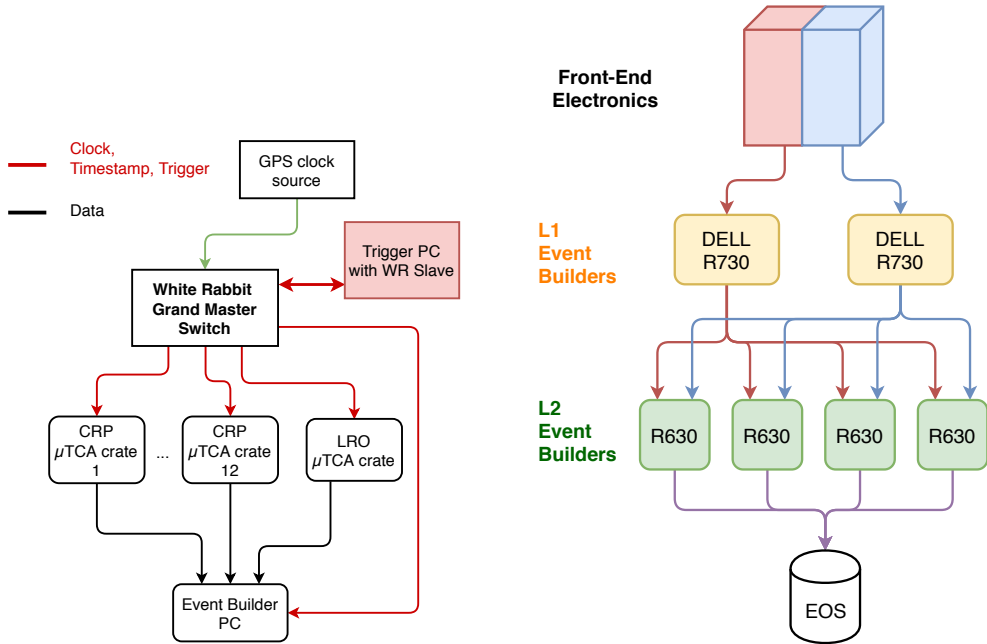 Clock,
Timestamp, Trigger
Data
GPS clock
source
Trigger PC
with WR Slave
White Rabbit
Grand Master
Switch
CRP
µTCA crate
1
...
CRP
µTCA crate
12
LRO
µTCA crate
Event Builder
PC
Front-End
Electronics
L1
Event
Builders
DELL
R730
DELL
R730
L2
Event
Builders
R630
R630
R630
R630
EOS